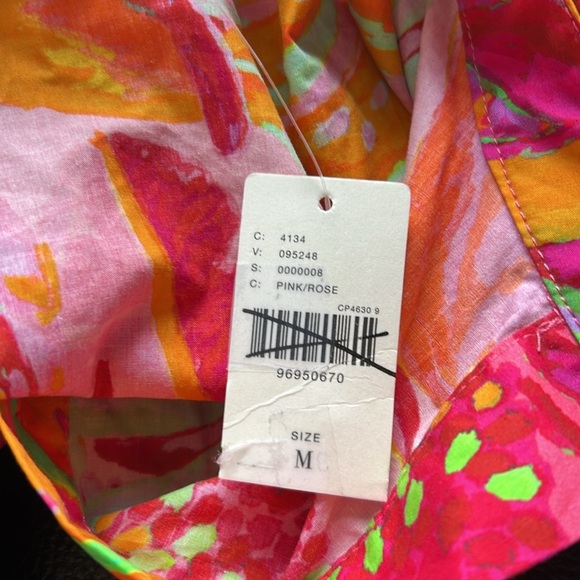 C: 4134
V: 095248
S: 0000008
C: PINK/ROSE
CP4630 9
96950670
SIZE
M